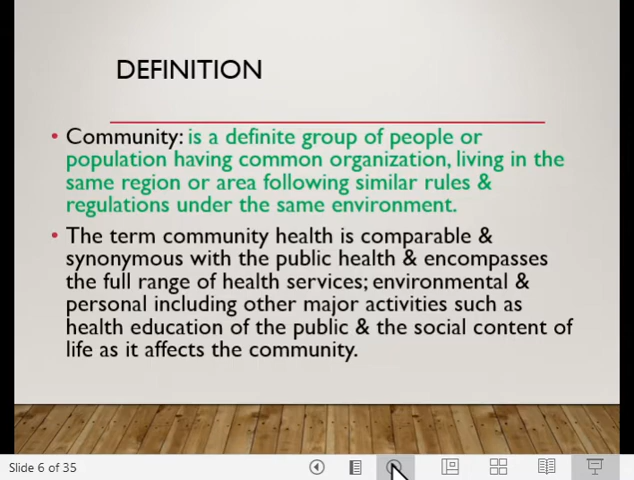 DEFINITION
• Community: is a definite group of people or
population having common organization, living in the
same region or area following similar rules &
regulations under the same environment.
• The term community health is comparable &
synonymous with the public health & encompasses
the full range of health services; environmental &
personal including other major activities such as
health education of the public & the social content of
life as it affects the community.
Slide 6 of 35